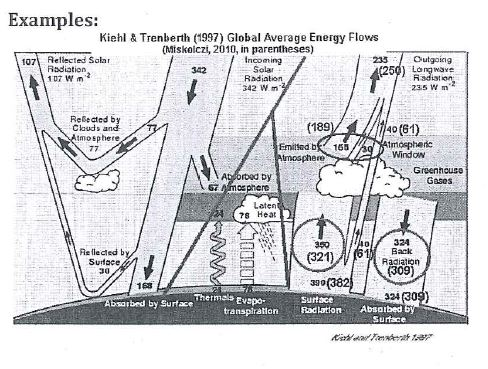 Examples:
Kiehl & Trenberth (1997) Global Average Energy Flows
(Miskolczi, 2010, in parentheses)
107
Reflected Solar
Radiation
107 W m-2
342
Incoming
Solar
Radiation
342 W m-2
235
(250)
Outgoing
Longwave
Radiation
235 W m-2
Reflected by
Clouds and
Atmosphere
77
77
(189)
Emitted by
Atmosphere
165
30
40 (61)
Atmospheric
Window
Greenhouse
Gases
Absorbed by
67 Atmosphere
24
78
Latent
Heat
350
(321)
40
(61)
324
Back
Radiation
(309)
Reflected by
Surface
30
168
Absorbed by Surface
24
Thermals
78
Evapo-
transpiration
390 (382)
Surface
Radiation
324 (309)
Absorbed by
Surface
Kiehl and Trenberth 1997